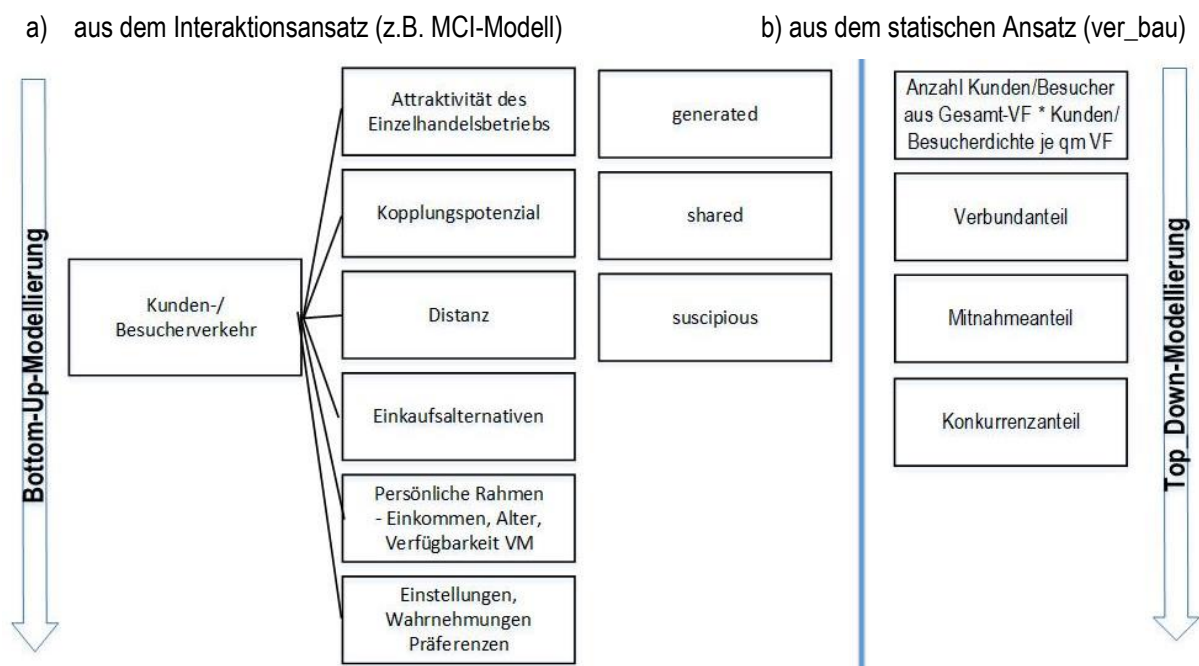 a) aus dem Interaktionsansatz (z.B. MCI-Modell)
b) aus dem statischen Ansatz (ver_bau)
Bottom-Up-Modellierung
Kunden-/
Besucherverkehr
Attraktivität des
Einzelhandelsbetriebs
Kopplungspotenzial
Distanz
Einkaufsalternativen
Persönliche Rahmen
- Einkommen, Alter,
Verfügbarkeit VM
Einstellungen,
Wahrnehmungen
Präferenzen
generated
shared
suscipious
Anzahl Kunden/Besucher
aus Gesamt-VF * Kunden/
Besucherdichte je qm VF
Verbundanteil
Mitnahmeanteil
Konkurrenzanteil
Top_Down-Modellierung